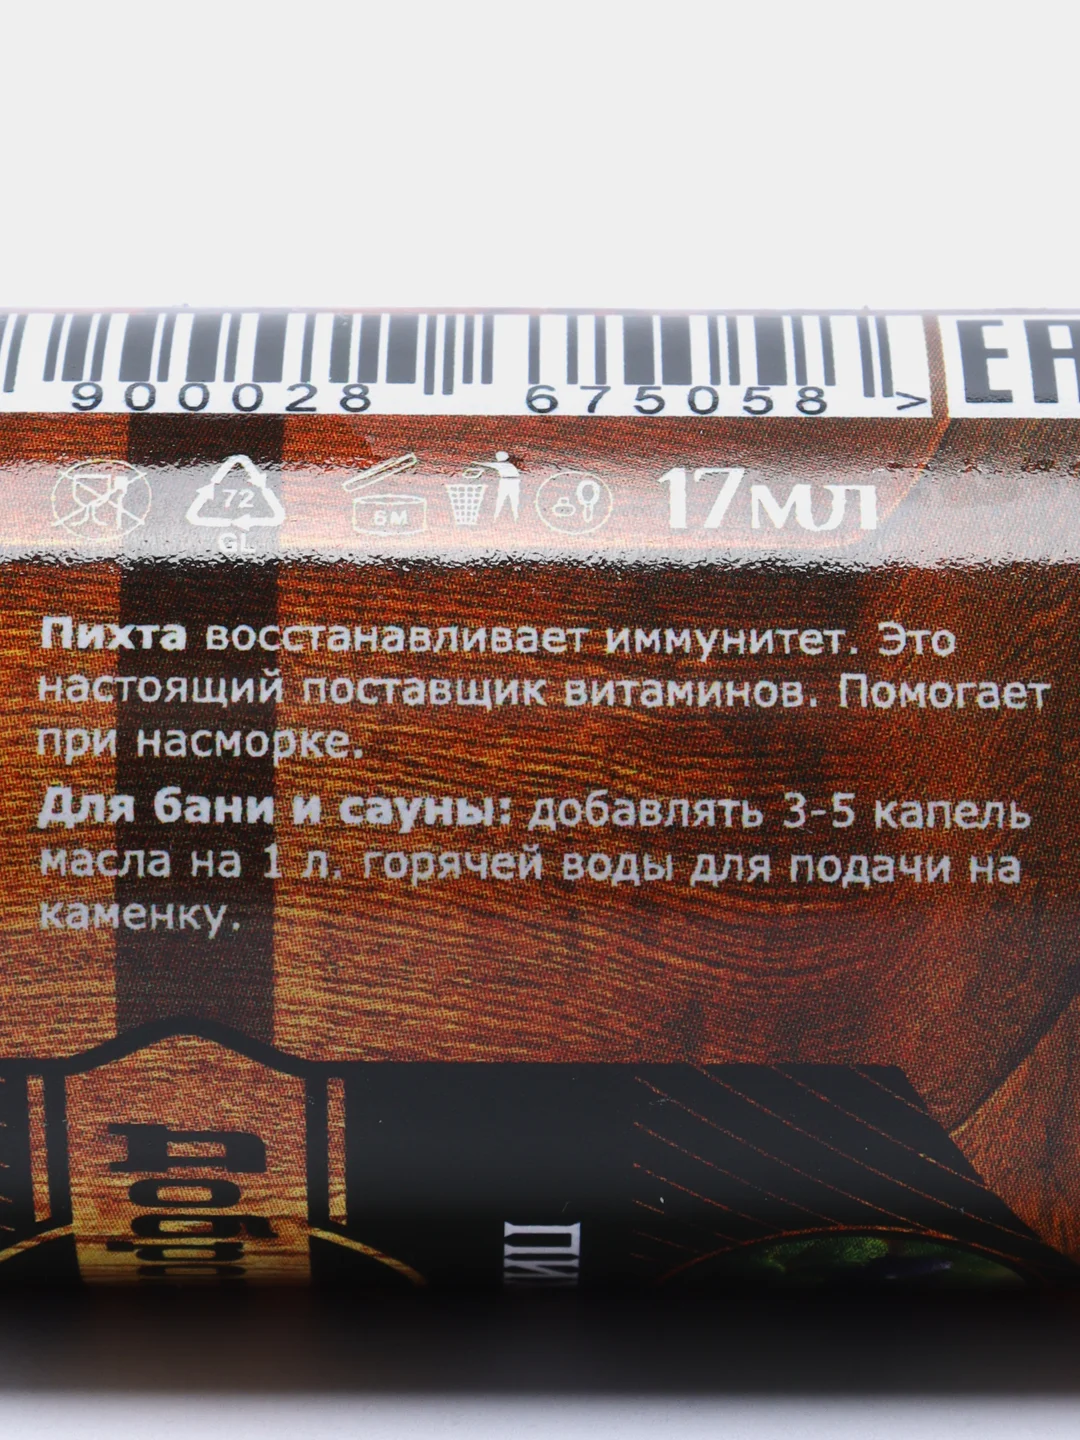 900028 675058 >
EA
72
GL
6M
17мл
Пихта восстанавливает иммунитет. Это
настоящий поставщик витаминов. Помогает
при насморке.
Для бани и сауны: добавлять 3-5 капель
масла на 1 л. горячей воды для подачи на
каменку.